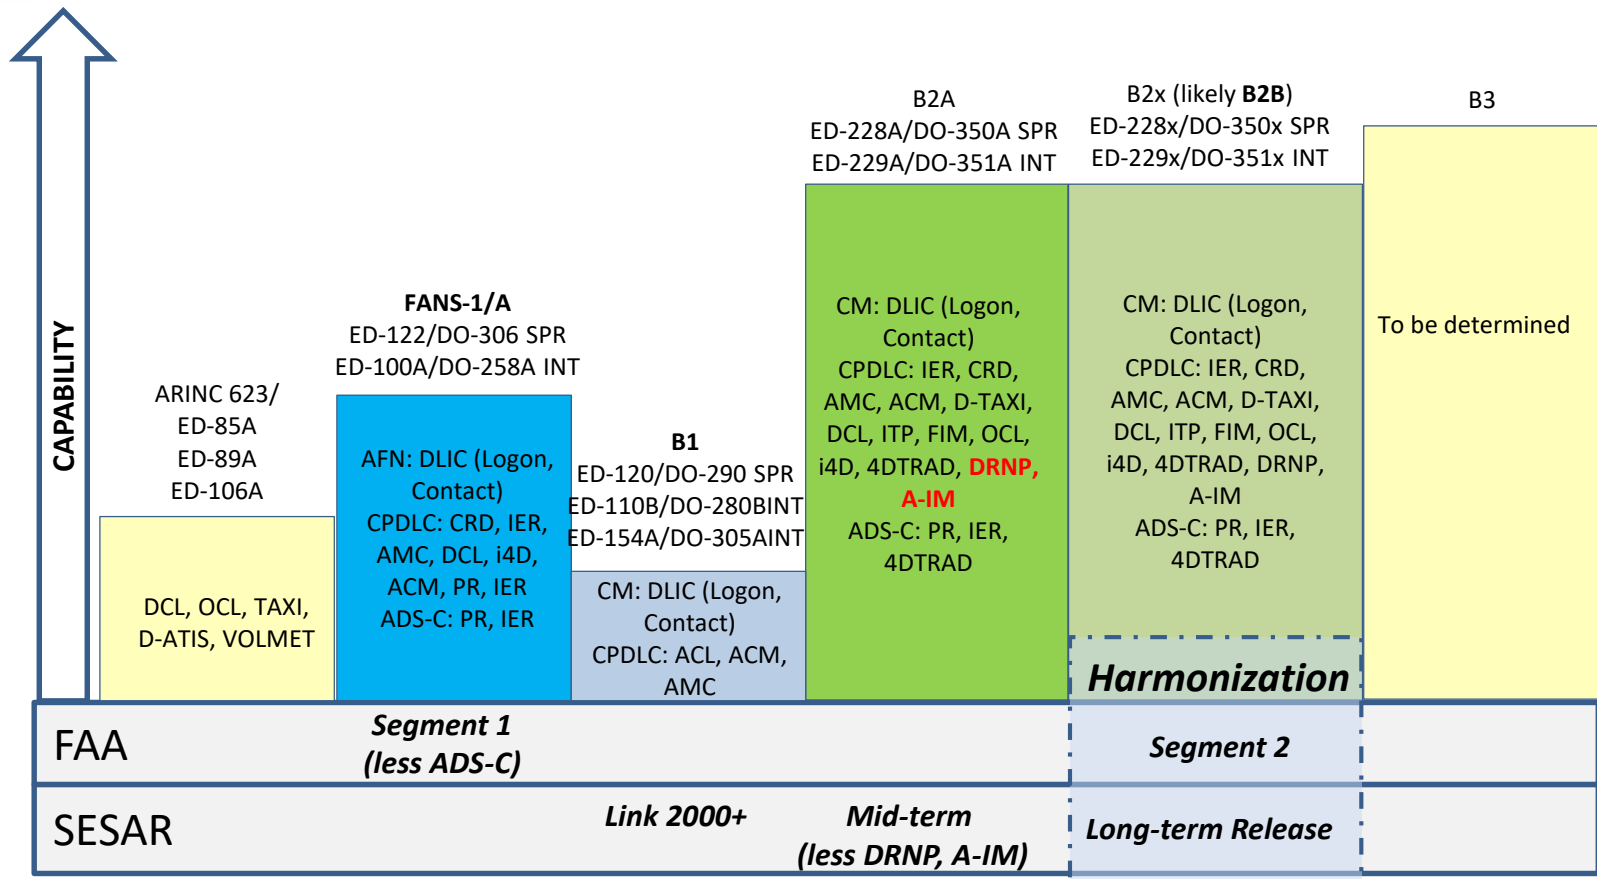 CAPABILITY
ARINC 623/
ED-85A
ED-89A
ED-106A
DCL, OCL, TAXI,
D-ATIS, VOLMET
FANS-1/A
ED-122/DO-306 SPR
ED-100A/DO-258A INT
AFN: DLIC (Logon,
Contact)
CPDLC: CRD, IER,
AMC, DCL, i4D,
ACM, PR, IER
ADS-C: PR, IER
B1
ED-120/DO-290 SPR
ED-110B/DO-280BINT
ED-154A/DO-305AINT
CM: DLIC (Logon,
Contact)
CPDLC: ACL, ACM,
AMC
B2A
ED-228A/DO-350A SPR
ED-229A/DO-351A INT
CM: DLIC (Logon,
Contact)
CPDLC: IER, CRD,
AMC, ACM, D-TAXI,
DCL, ITP, FIM, OCL,
i4D, 4DTRAD, DRNP,
A-IM
ADS-C: PR, IER,
4DTRAD
B2x (likely B2B)
ED-228x/DO-350x SPR
ED-229x/DO-351x INT
CM: DLIC (Logon,
Contact)
CPDLC: IER, CRD,
AMC, ACM, D-TAXI,
DCL, ITP, FIM, OCL,
i4D, 4DTRAD, DRNP,
A-IM
ADS-C: PR, IER,
4DTRAD
Harmonization
B3
To be determined
FAA
Segment 1
(less ADS-C)
Segment 2
SESAR
Link 2000+
Mid-term
(less DRNP, A-IM)
Long-term Release